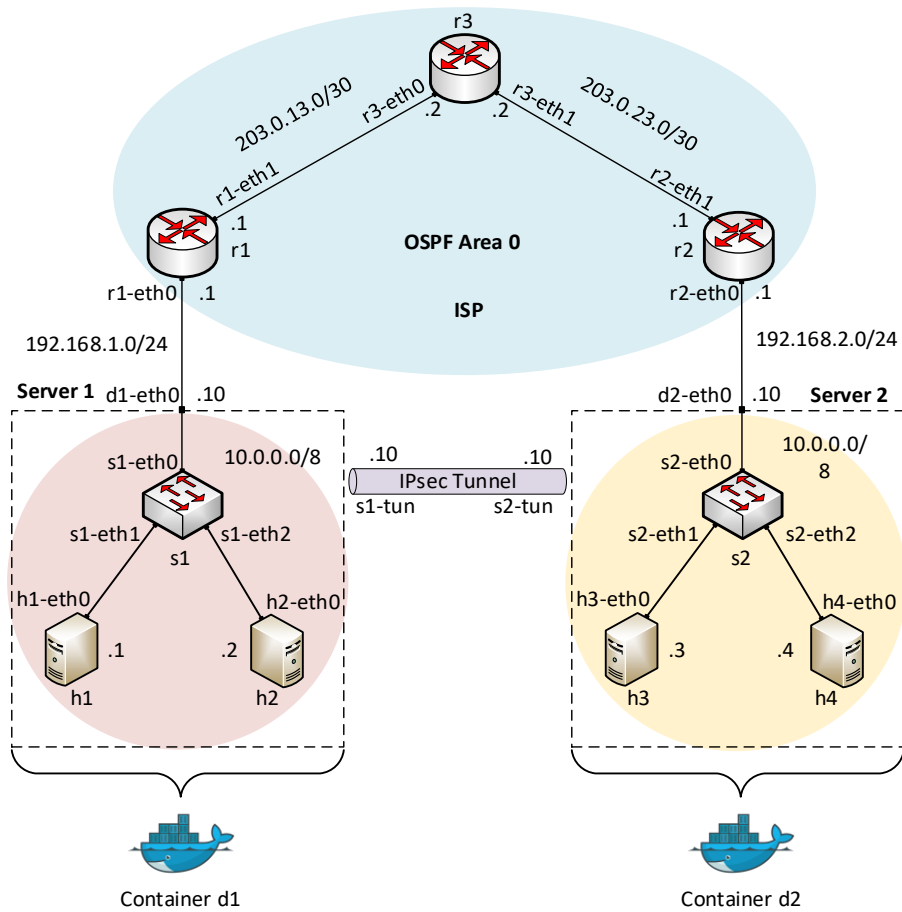 r3
203.0.13.0/30
r3-eth0
.2
.2
r3-eth1
203.0.23.0/30
r1-eth1
.1
r1
r2-eth1
.1
r2
OSPF Area 0
ISP
r1-eth0
.1
r2-eth0
.1
192.168.1.0/24
192.168.2.0/24
Server 1
d1-eth0
.10
d2-eth0
.10
Server 2
s1-eth0
10.0.0.0/8
.10
.10
IPsec Tunnel
s1-tun
s2-tun
s2-eth0
10.0.0.0/
8
s1-eth1
s1-eth2
s1
s2-eth1
s2-eth2
s2
h1-eth0
h2-eth0
.1
.2
h1
h2
h3-eth0
h4-eth0
.3
.4
h3
h4
Container d1
Container d2